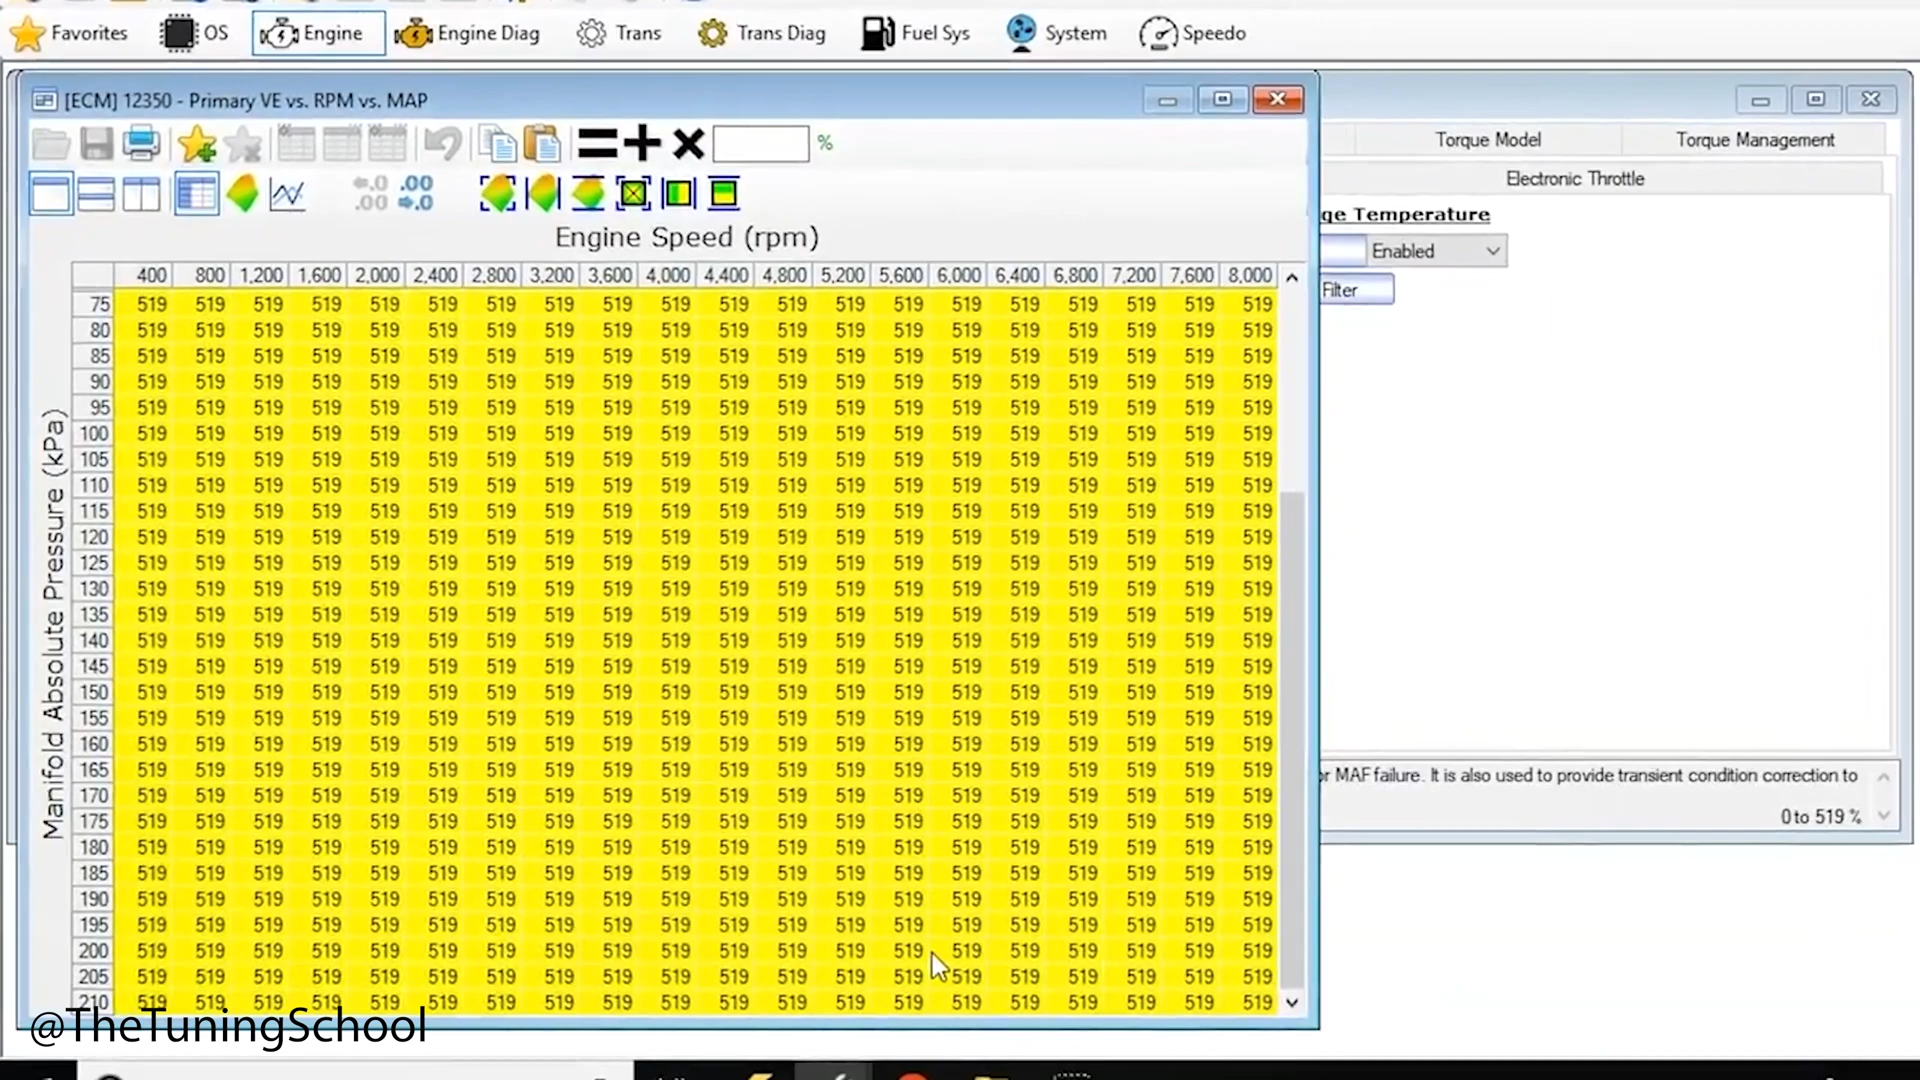 Favorites OS Engine Engine Diag Trans Trans Diag Fuel Sys System Speedo
[ECM] 12350 - Primary VE vs. RPM vs. MAP
%
.0 .00
.00 .0
Engine Speed (rpm)
Manifold Absolute Pressure (kPa)
400 800 1,200 1,600 2,000 2,400 2,800 3,200 3,600 4,000 4,400 4,800 5,200 5,600 6,000 6,400 6,800 7,200 7,600 8,000
75 519 519 519 519 519 519 519 519 519 519 519 519 519 519 519 519 519 519 519 519
80 519 519 519 519 519 519 519 519 519 519 519 519 519 519 519 519 519 519 519 519
85 519 519 519 519 519 519 519 519 519 519 519 519 519 519 519 519 519 519 519 519
90 519 519 519 519 519 519 519 519 519 519 519 519 519 519 519 519 519 519 519 519
95 519 519 519 519 519 519 519 519 519 519 519 519 519 519 519 519 519 519 519 519
100 519 519 519 519 519 519 519 519 519 519 519 519 519 519 519 519 519 519 519 519
105 519 519 519 519 519 519 519 519 519 519 519 519 519 519 519 519 519 519 519 519
110 519 519 519 519 519 519 519 519 519 519 519 519 519 519 519 519 519 519 519 519
115 519 519 519 519 519 519 519 519 519 519 519 519 519 519 519 519 519 519 519 519
120 519 519 519 519 519 519 519 519 519 519 519 519 519 519 519 519 519 519 519 519
125 519 519 519 519 519 519 519 519 519 519 519 519 519 519 519 519 519 519 519 519
130 519 519 519 519 519 519 519 519 519 519 519 519 519 519 519 519 519 519 519 519
135 519 519 519 519 519 519 519 519 519 519 519 519 519 519 519 519 519 519 519 519
140 519 519 519 519 519 519 519 519 519 519 519 519 519 519 519 519 519 519 519 519
145 519 519 519 519 519 519 519 519 519 519 519 519 519 519 519 519 519 519 519 519
150 519 519 519 519 519 519 519 519 519 519 519 519 519 519 519 519 519 519 519 519
155 519 519 519 519 519 519 519 519 519 519 519 519 519 519 519 519 519 519 519 519
160 519 519 519 519 519 519 519 519 519 519 519 519 519 519 519 519 519 519 519 519
165 519 519 519 519 519 519 519 519 519 519 519 519 519 519 519 519 519 519 519 519
170 519 519 519 519 519 519 519 519 519 519 519 519 519 519 519 519 519 519 519 519
175 519 519 519 519 519 519 519 519 519 519 519 519 519 519 519 519 519 519 519 519
180 519 519 519 519 519 519 519 519 519 519 519 519 519 519 519 519 519 519 519 519
185 519 519 519 519 519 519 519 519 519 519 519 519 519 519 519 519 519 519 519 519
190 519 519 519 519 519 519 519 519 519 519 519 519 519 519 519 519 519 519 519 519
195 519 519 519 519 519 519 519 519 519 519 519 519 519 519 519 519 519 519 519 519
200 519 519 519 519 519 519 519 519 519 519 519 519 519 519 519 519 519 519 519 519
205 519 519 519 519 519 519 519 519 519 519 519 519 519 519 519 519 519 519 519 519
210 519 519 519 519 519 519 519 519 519 519 519 519 519 519 519 519 519 519 519 519
Torque Model Torque Management
Electronic Throttle
ge Temperature
Enabled
Filter
or MAF failure. It is also used to provide transient condition correction to
0 to 519 %
@TheTuningSchool